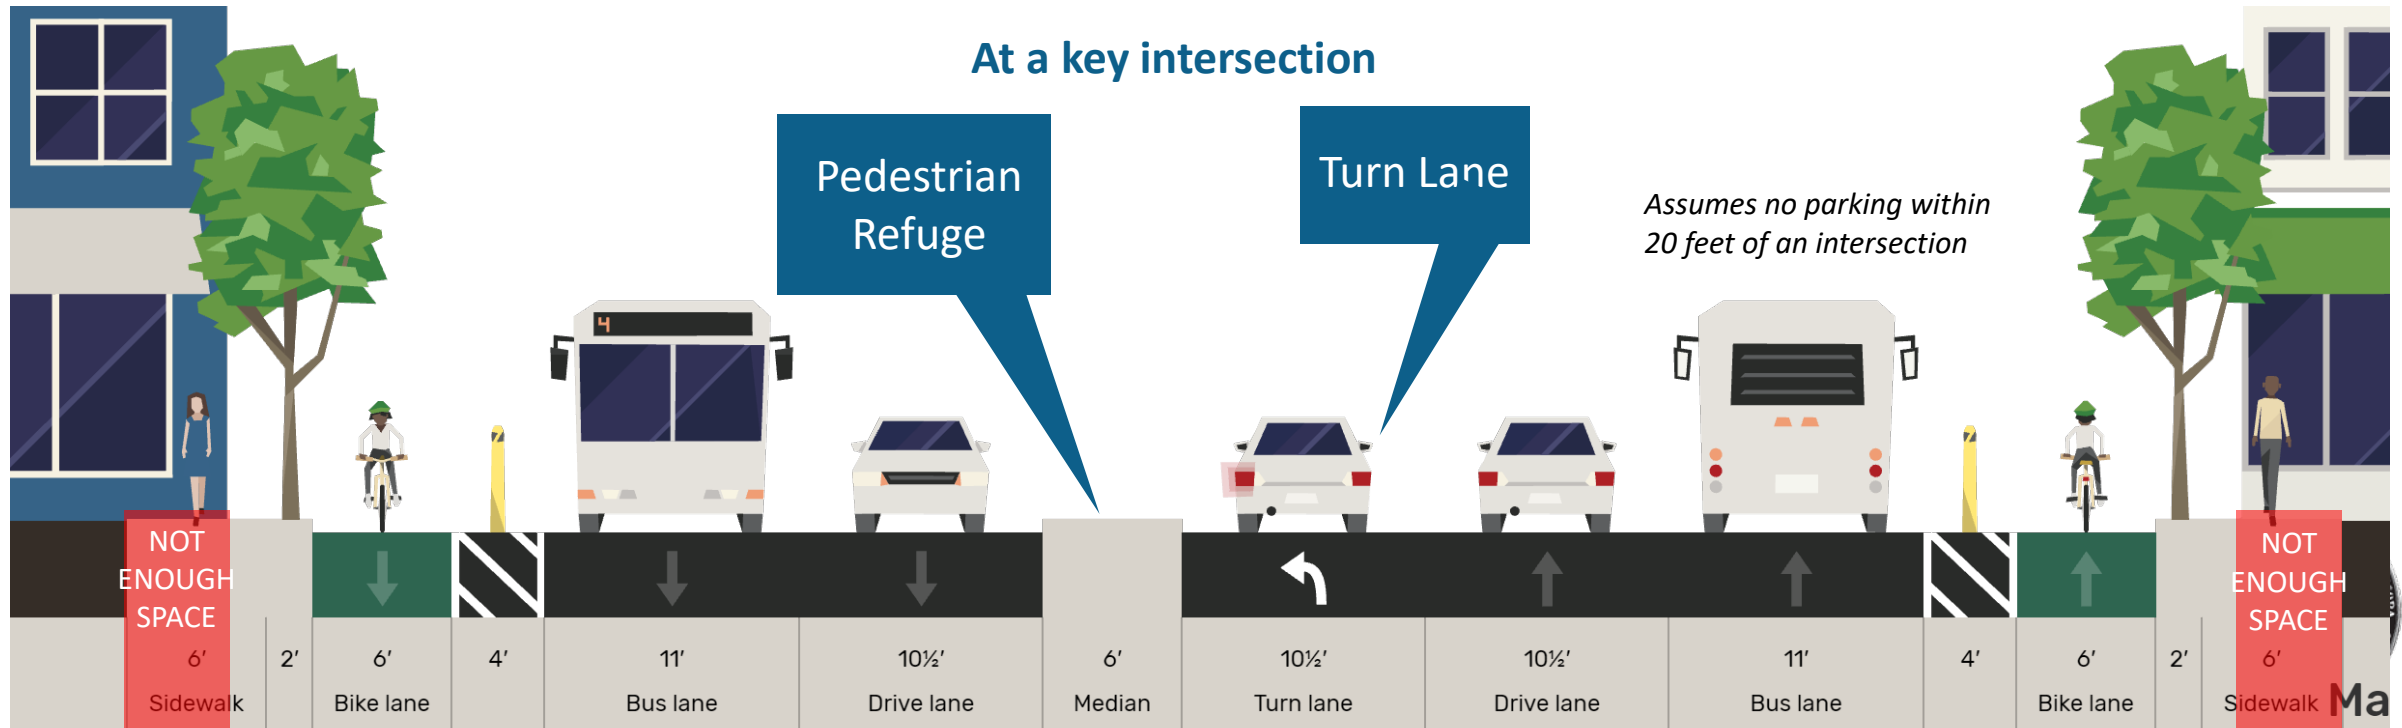 At a key intersection
Pedestrian
Refuge
Turn Lane
Assumes no parking within
20 feet of an intersection
4
NOT
ENOUGH
SPACE
NOT
ENOUGH
SPACE
6' 2' 6' 4' 11' 10½' 6' 10½' 10½' 11' 4' 6' 2' 6'
Sidewalk Bike lane Bus lane Drive lane Median Turn lane Drive lane Bus lane Bike lane Sidewalk Ma